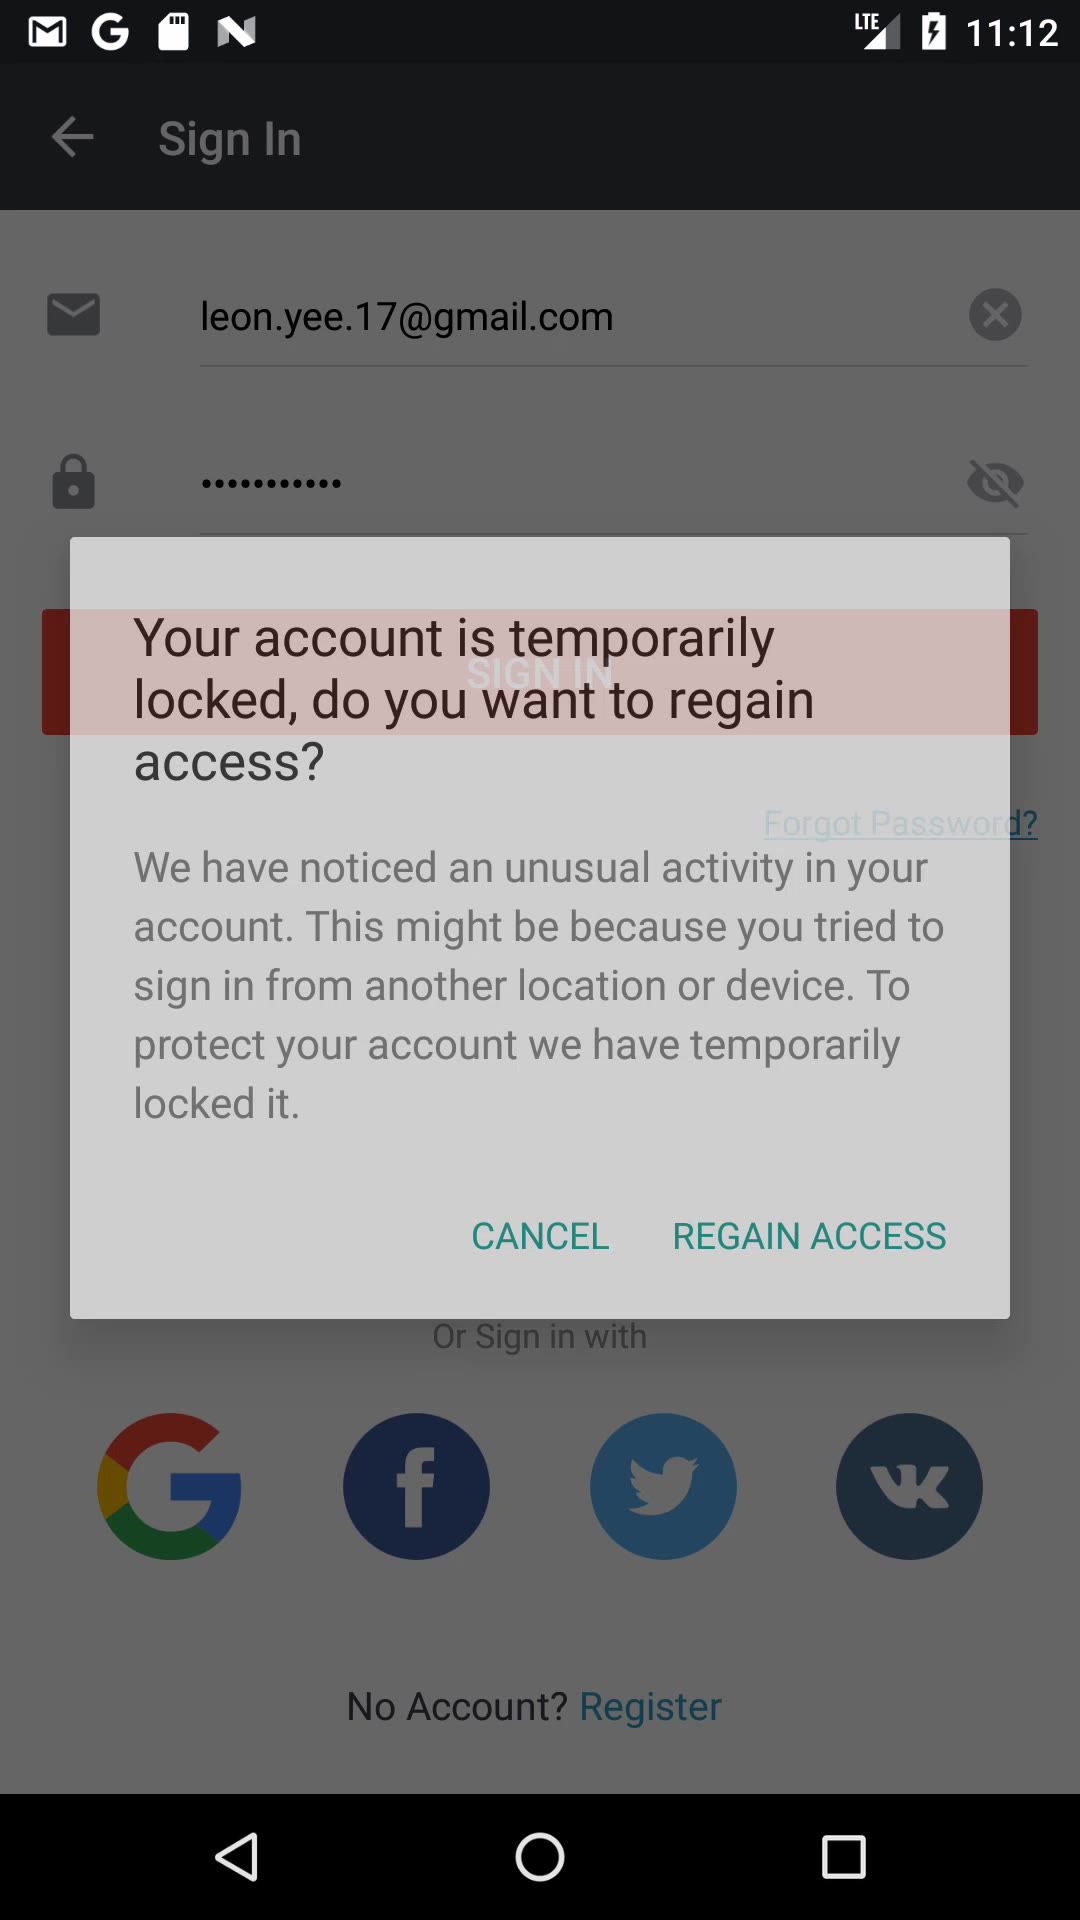 LTE 11:12
Sign In
leon.yee.17@gmail.com
•••••••••••
SIGN IN
Your account is temporarily
locked, do you want to regain
access?
Forgot Password?
We have noticed an unusual activity in your
account. This might be because you tried to
sign in from another location or device. To
protect your account we have temporarily
locked it.
CANCEL REGAIN ACCESS
Or Sign in with
No Account? Register